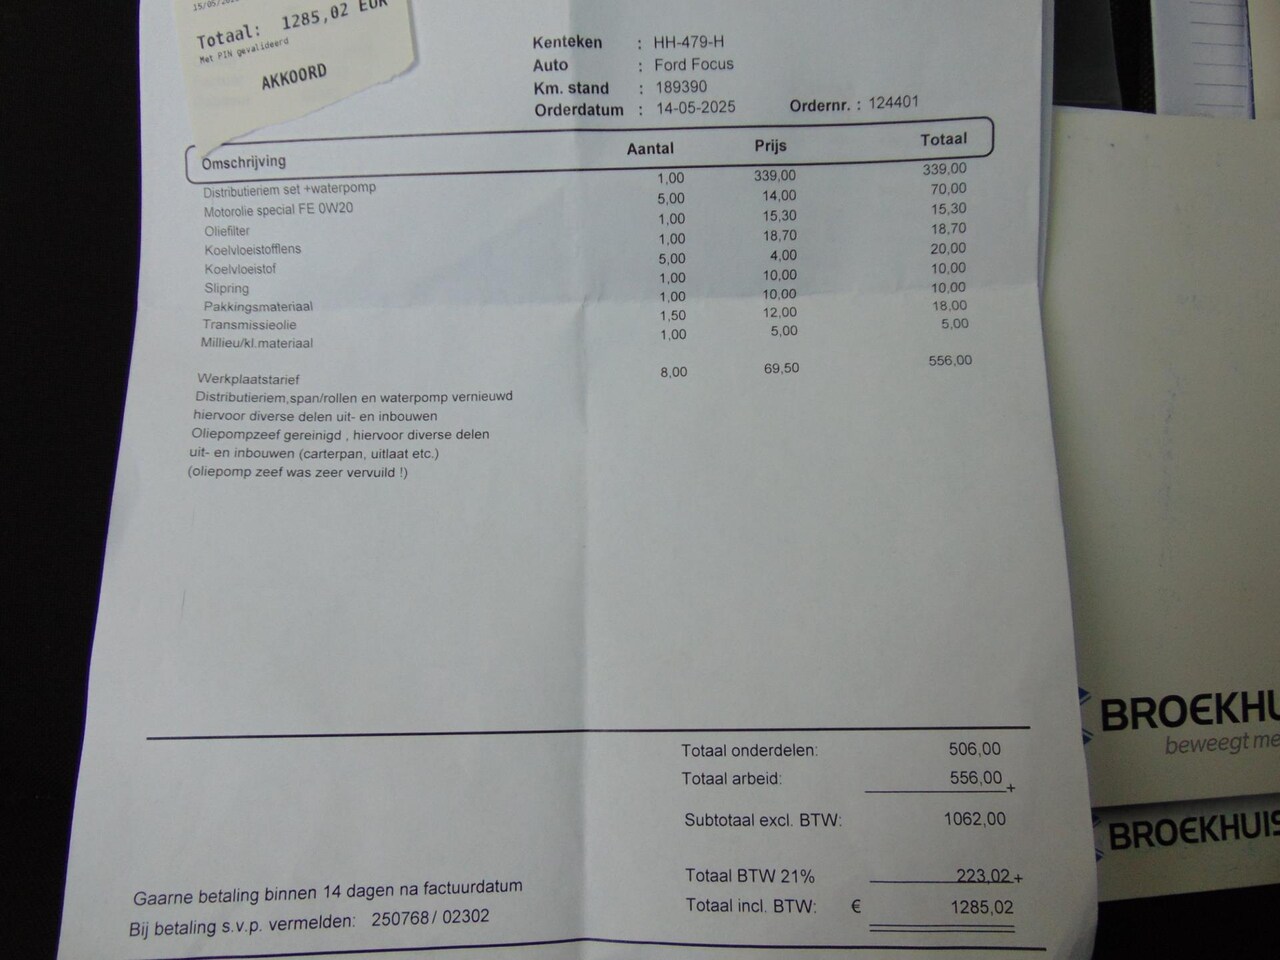 Totaal: 1285,02 EUR
Met PIN gevalideerd
AKKOORD
Kenteken : HH-479-H
Auto : Ford Focus
Km. stand : 189390
Orderdatum : 14-05-2025 Ordernr. : 124401
Omschrijving Aantal Prijs Totaal
Distributieriem set +waterpomp 1,00 339,00 339,00
Motorolie special FE 0W20 5,00 14,00 70,00
Oliefilter 1,00 15,30 15,30
Koelvloeistofflens 1,00 18,70 18,70
Koelvloeistof 5,00 4,00 20,00
Slipring 1,00 10,00 10,00
Pakkingsmateriaal 1,00 10,00 10,00
Transmissieolie 1,50 12,00 18,00
Millieu/kl.materiaal 1,00 5,00 5,00
Werkplaatstarief 8,00 69,50 556,00
Distributieriem,span/rollen en waterpomp vernieuwd
hiervoor diverse delen uit- en inbouwen
Oliepompzeef gereinigd , hiervoor diverse delen
uit- en inbouwen (carterpan, uitlaat etc.)
(oliepomp zeef was zeer vervuild !)
Totaal onderdelen: 506,00
Totaal arbeid: 556,00 +
Subtotaal excl. BTW: 1062,00
Totaal BTW 21% 223,02 +
Totaal incl. BTW: € 1285,02
Gaarne betaling binnen 14 dagen na factuurdatum
Bij betaling s.v.p. vermelden: 250768/ 02302
BROEKHU
beweegt me
BROEKHUIS